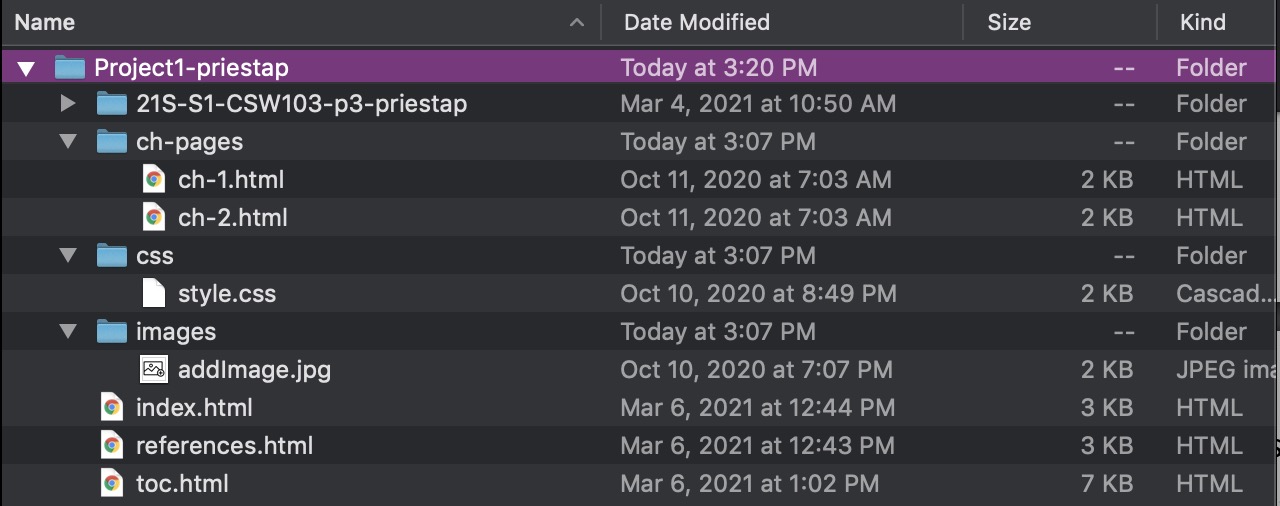 Name Date Modified Size Kind
Project1-priestap Today at 3:20 PM -- Folder
21S-S1-CSW103-p3-priestap Mar 4, 2021 at 10:50 AM -- Folder
ch-pages Today at 3:07 PM -- Folder
ch-1.html Oct 11, 2020 at 7:03 AM 2 KB HTML
ch-2.html Oct 11, 2020 at 7:03 AM 2 KB HTML
css Today at 3:07 PM -- Folder
style.css Oct 10, 2020 at 8:49 PM 2 KB Cascad...
images Today at 3:07 PM -- Folder
addImage.jpg Oct 10, 2020 at 7:07 PM 2 KB JPEG ima
index.html Mar 6, 2021 at 12:44 PM 3 KB HTML
references.html Mar 6, 2021 at 12:43 PM 3 KB HTML
toc.html Mar 6, 2021 at 1:02 PM 7 KB HTML